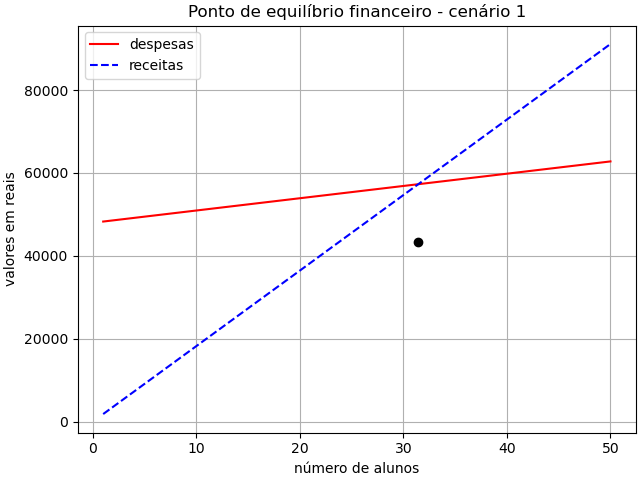 Ponto de equilíbrio financeiro - cenário 1
despesas
receitas
80000
60000
40000
20000
0
valores em reais
0 10 20 30 40 50
número de alunos